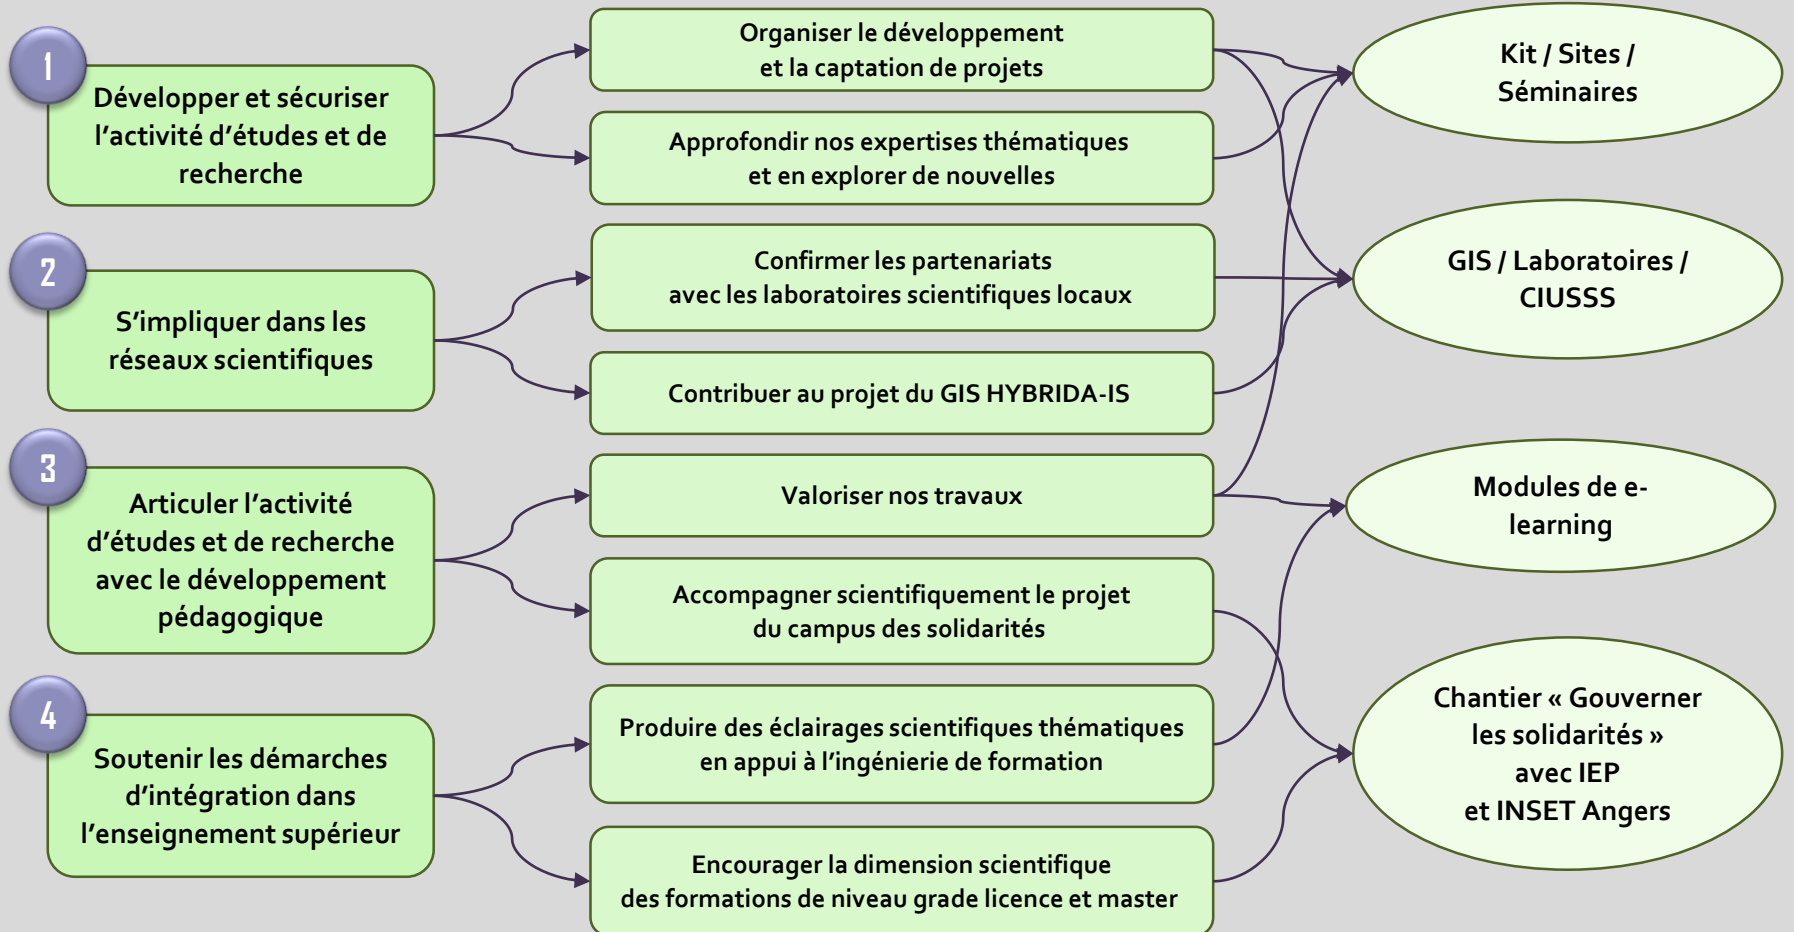 1
Développer et sécuriser
l'activité d'études et de
recherche
2
S'impliquer dans les
réseaux scientifiques
3
Articuler l'activité
d'études et de recherche
avec le développement
pédagogique
4
Soutenir les démarches
d'intégration dans
l'enseignement supérieur
Organiser le développement
et la captation de projets
Approfondir nos expertises thématiques
et en explorer de nouvelles
Confirmer les partenariats
avec les laboratoires scientifiques locaux
Contribuer au projet du GIS HYBRIDA-IS
Valoriser nos travaux
Accompagner scientifiquement le projet
du campus des solidarités
Produire des éclairages scientifiques thématiques
en appui à l'ingénierie de formation
Encourager la dimension scientifique
des formations de niveau grade licence et master
Kit / Sites /
Séminaires
GIS / Laboratoires /
CIUSSS
Modules de e-
learning
Chantier « Gouverner
les solidarités »
avec IEP
et INSET Angers